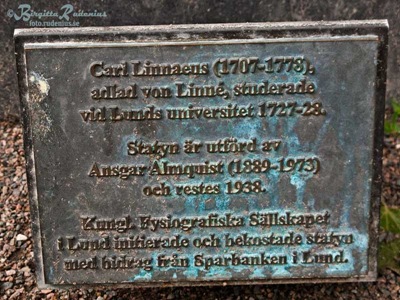 © Birgitta Rudenius
foto.rudenius.se
Carl Linnaeus (1707-1778),
adlad von Linné, studerade
vid Lunds universitet 1727-28.
Statyn är utförd av
Ansgar Almquist (1889-1973)
och restes 1938.
Kungl. Fysiografiska Sällskapet
i Lund initierade och bekostade statyn
med bidrag från Sparbanken i Lund.